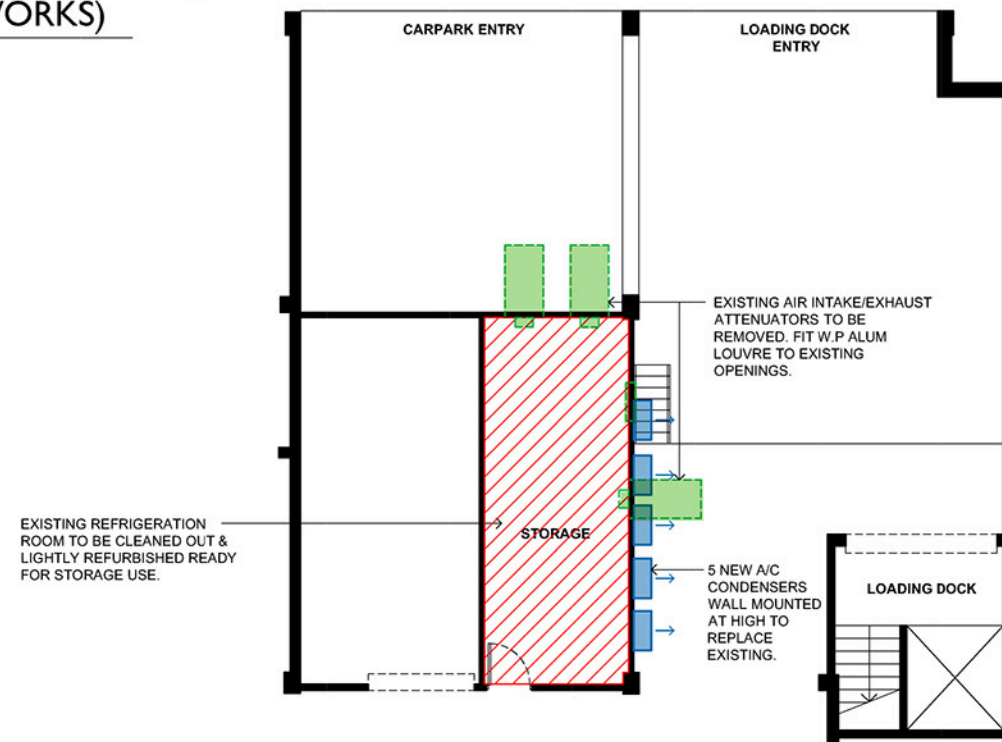 WORKS)
CARPARK ENTRY
LOADING DOCK
ENTRY
EXISTING AIR INTAKE/EXHAUST
ATTENUATORS TO BE
REMOVED. FIT W.P ALUM
LOUVRE TO EXISTING
OPENINGS.
EXISTING REFRIGERATION
ROOM TO BE CLEANED OUT &
LIGHTLY REFURBISHED READY
FOR STORAGE USE.
STORAGE
5 NEW A/C
CONDENSERS
WALL MOUNTED
AT HIGH TO
REPLACE
EXISTING.
LOADING DOCK